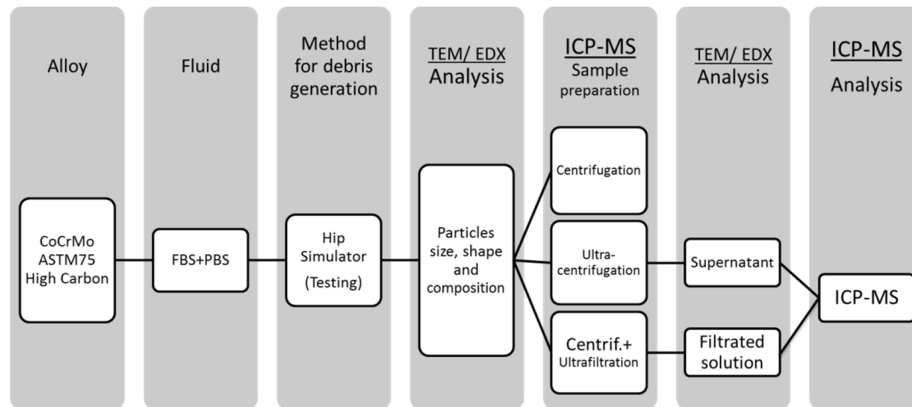 Alloy
Fluid
Method
for debris
generation
TEM/ EDX
Analysis
ICP-MS
Sample
preparation
TEM/ EDX
Analysis
ICP-MS
Analysis
CoCrMo
ASTM75
High Carbon
FBS+PBS
Hip
Simulator
(Testing)
Particles
size, shape
and
composition
Centrifugation
Ultra-
centrifugation
Centrif.+
Ultrafiltration
Supernatant
Filtrated
solution
ICP-MS